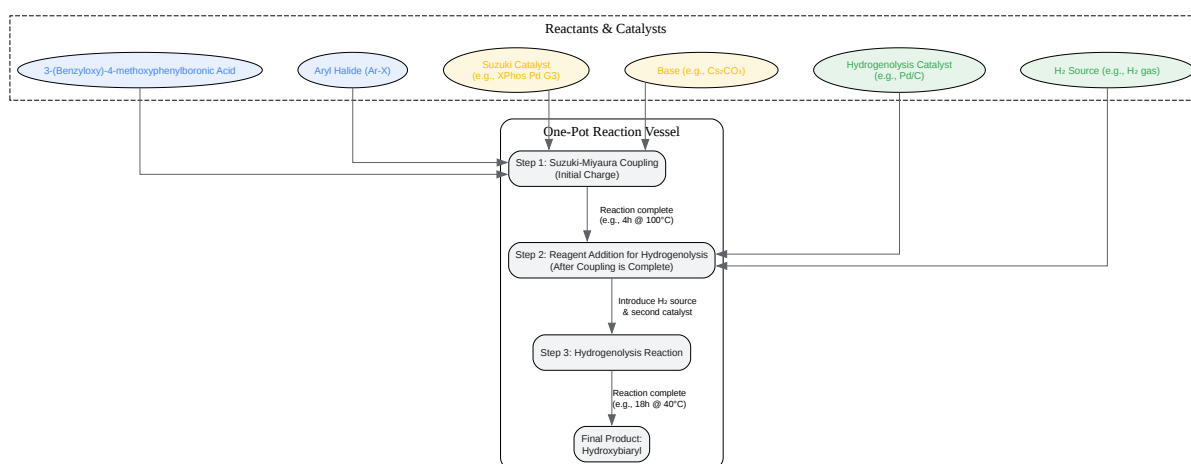 Reactants & Catalysts
3-(Benzyloxy)-4-methoxyphenylboronic Acid
Aryl Halide (Ar-X)
Suzuki Catalyst
(e.g., XPhos Pd G3)
Base (e.g., Cs₂CO₃)
Hydrogenolysis Catalyst
(e.g., Pd/C)
H₂ Source (e.g., H₂ gas)
One-Pot Reaction Vessel
Step 1: Suzuki-Miyaura Coupling
(Initial Charge)
Reaction complete
(e.g., 4h @ 100°C)
Step 2: Reagent Addition for Hydrogenolysis
(After Coupling is Complete)
Introduce H₂ source
& second catalyst
Step 3: Hydrogenolysis Reaction
Reaction complete
(e.g., 18h @ 40°C)
Final Product:
Hydroxybiaryl